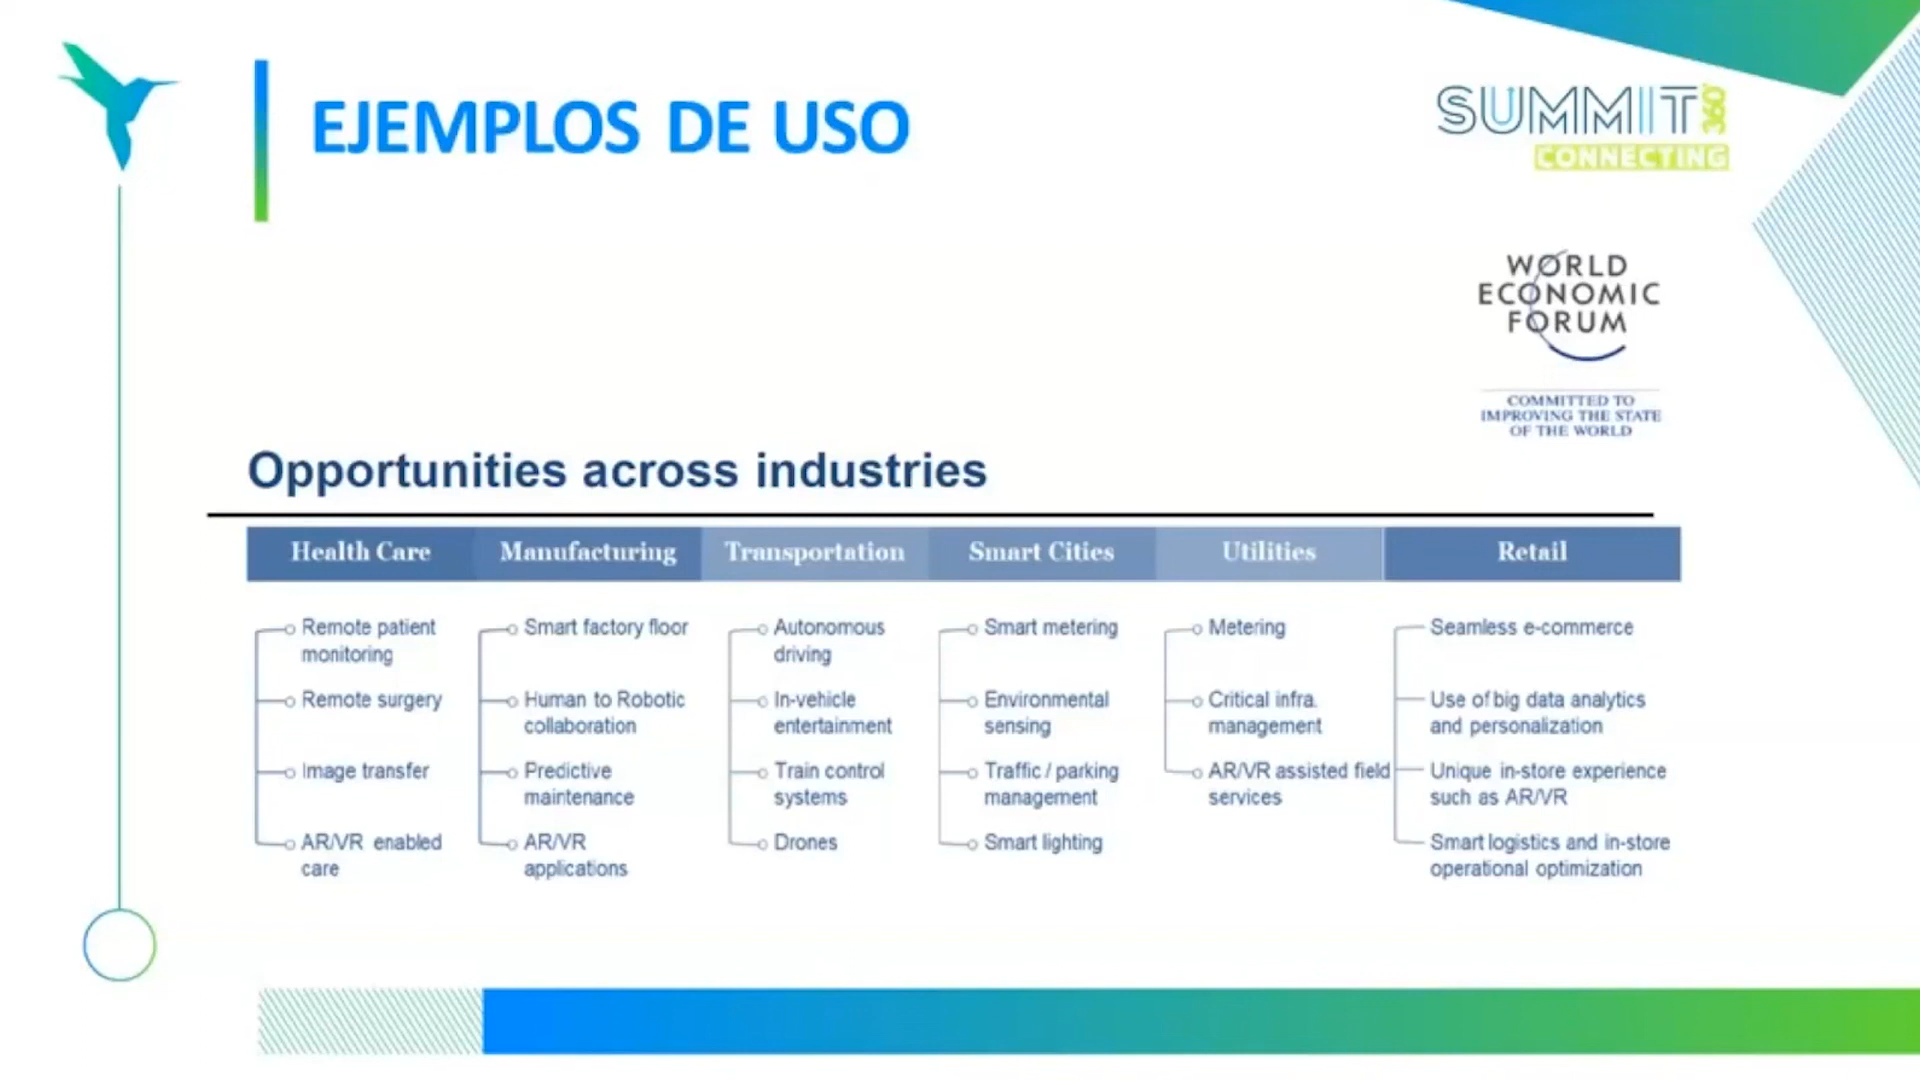 EJEMPLOS DE USO
SUMMIT 360°
CONNECTING
WORLD
ECONOMIC
FORUM
COMMITTED TO
IMPROVING THE STATE
OF THE WORLD
Opportunities across industries
Health Care
Remote patient
monitoring
Remote surgery
Image transfer
AR/VR enabled
care
Manufacturing
Smart factory floor
Human to Robotic
collaboration
Predictive
maintenance
AR/VR
applications
Transportation
Autonomous
driving
In-vehicle
entertainment
Train control
systems
Drones
Smart Cities
Smart metering
Environmental
sensing
Traffic / parking
management
Smart lighting
Utilities
Metering
Critical infra.
management
AR/VR assisted field
services
Retail
Seamless e-commerce
Use of big data analytics
and personalization
Unique in-store experience
such as AR/VR
Smart logistics and in-store
operational optimization